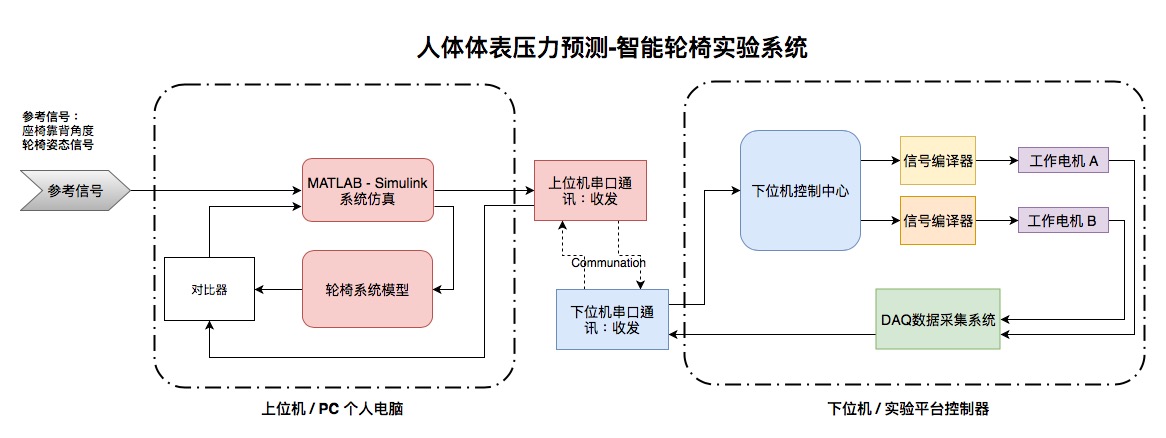 人体体表压力预测-智能轮椅实验系统
参考信号：
座椅靠背角度
轮椅姿态信号
参考信号
MATLAB - Simulink
系统仿真
对比器
轮椅系统模型
上位机 / PC 个人电脑
上位机串口通
讯：收发
Communation
下位机串口通
讯：收发
下位机控制中心
信号编译器
工作电机 A
信号编译器
工作电机 B
DAQ数据采集系统
下位机 / 实验平台控制器